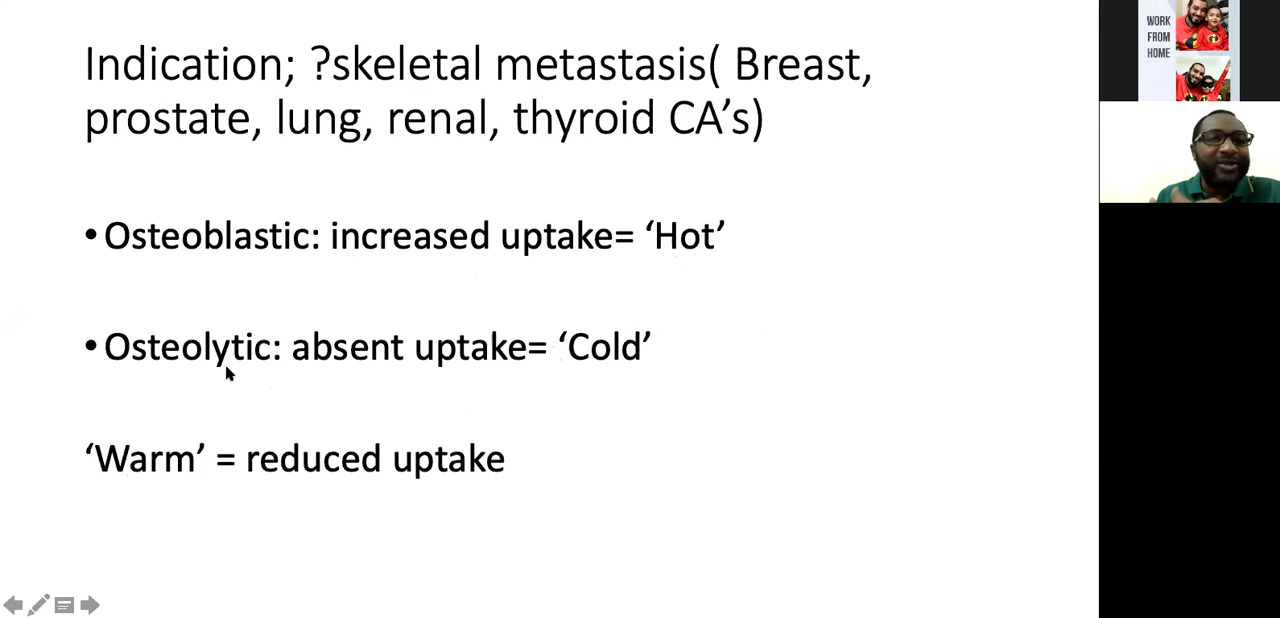 Indication; ?skeletal metastasis( Breast,
prostate, lung, renal, thyroid CA’s)
• Osteoblastic: increased uptake= ‘Hot’
• Osteolytic: absent uptake= ‘Cold’
‘Warm’ = reduced uptake
WORK
FROM
HOME